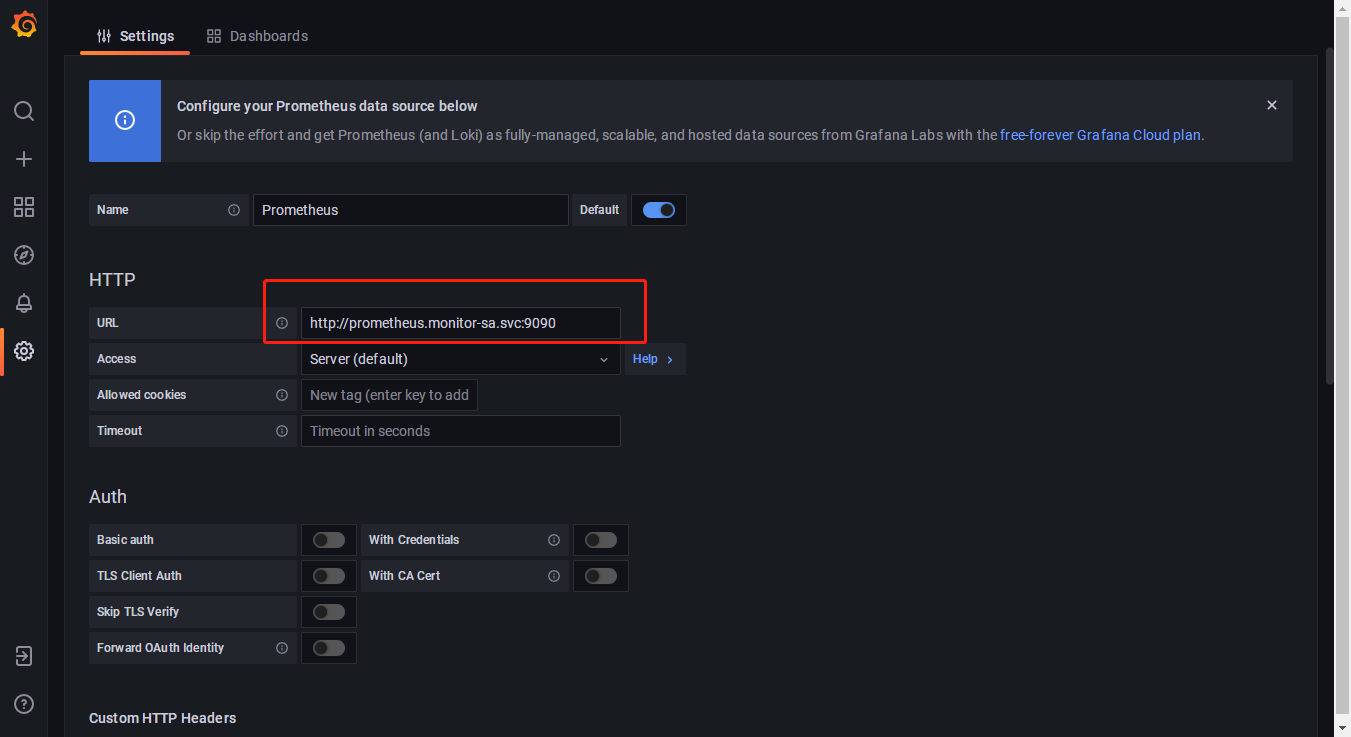 Settings Dashboards
Configure your Prometheus data source below
Or skip the effort and get Prometheus (and Loki) as fully-managed, scalable, and hosted data sources from Grafana Labs with the free-forever Grafana Cloud plan.
Name Prometheus Default
HTTP
URL http://prometheus.monitor-sa.svc:9090
Access Server (default) Help
Allowed cookies New tag (enter key to add
Timeout Timeout in seconds
Auth
Basic auth With Credentials
TLS Client Auth With CA Cert
Skip TLS Verify
Forward OAuth Identity
Custom HTTP Headers